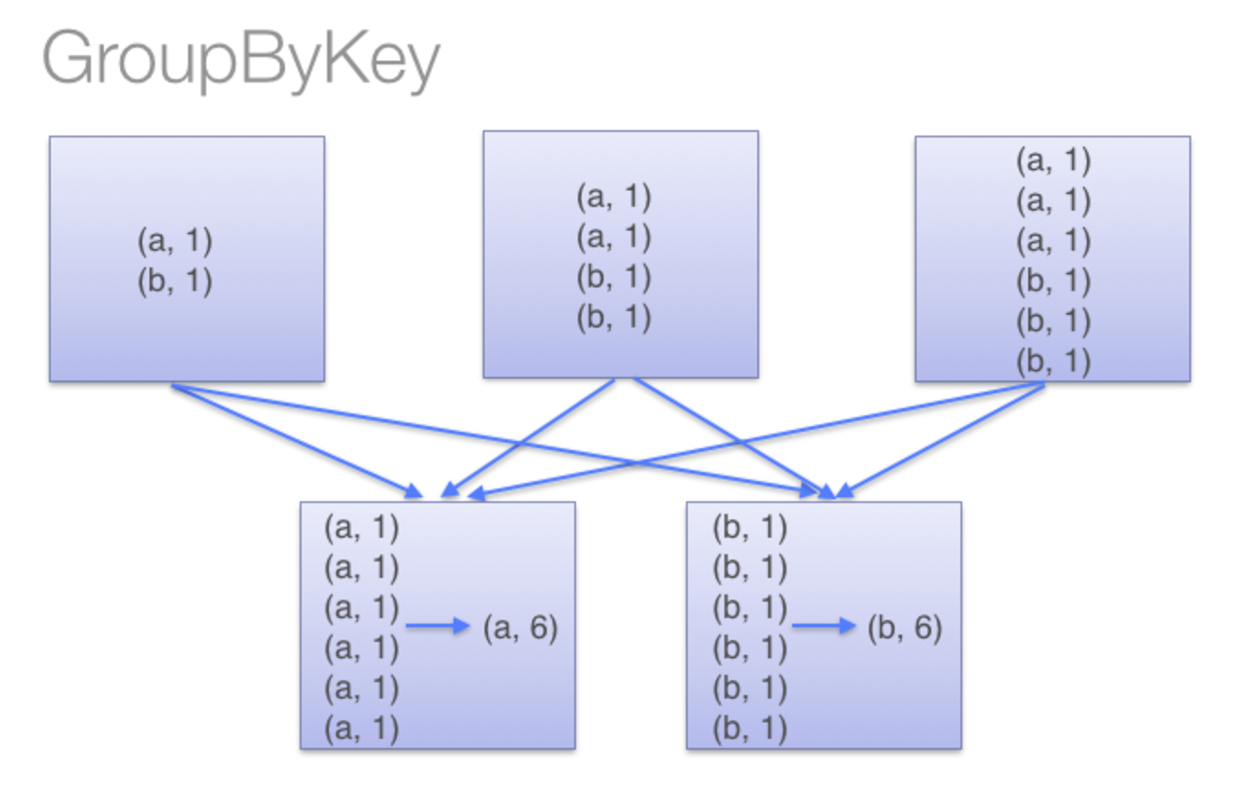 GroupByKey
(a, 1)
(b, 1)
(a, 1)
(a, 1)
(b, 1)
(b, 1)
(a, 1)
(a, 1)
(a, 1)
(b, 1)
(b, 1)
(b, 1)
(a, 1)
(a, 1)
(a, 1)
(a, 1)
(a, 1)
(a, 1)
(a, 6)
(b, 1)
(b, 1)
(b, 1)
(b, 1)
(b, 1)
(b, 1)
(b, 6)